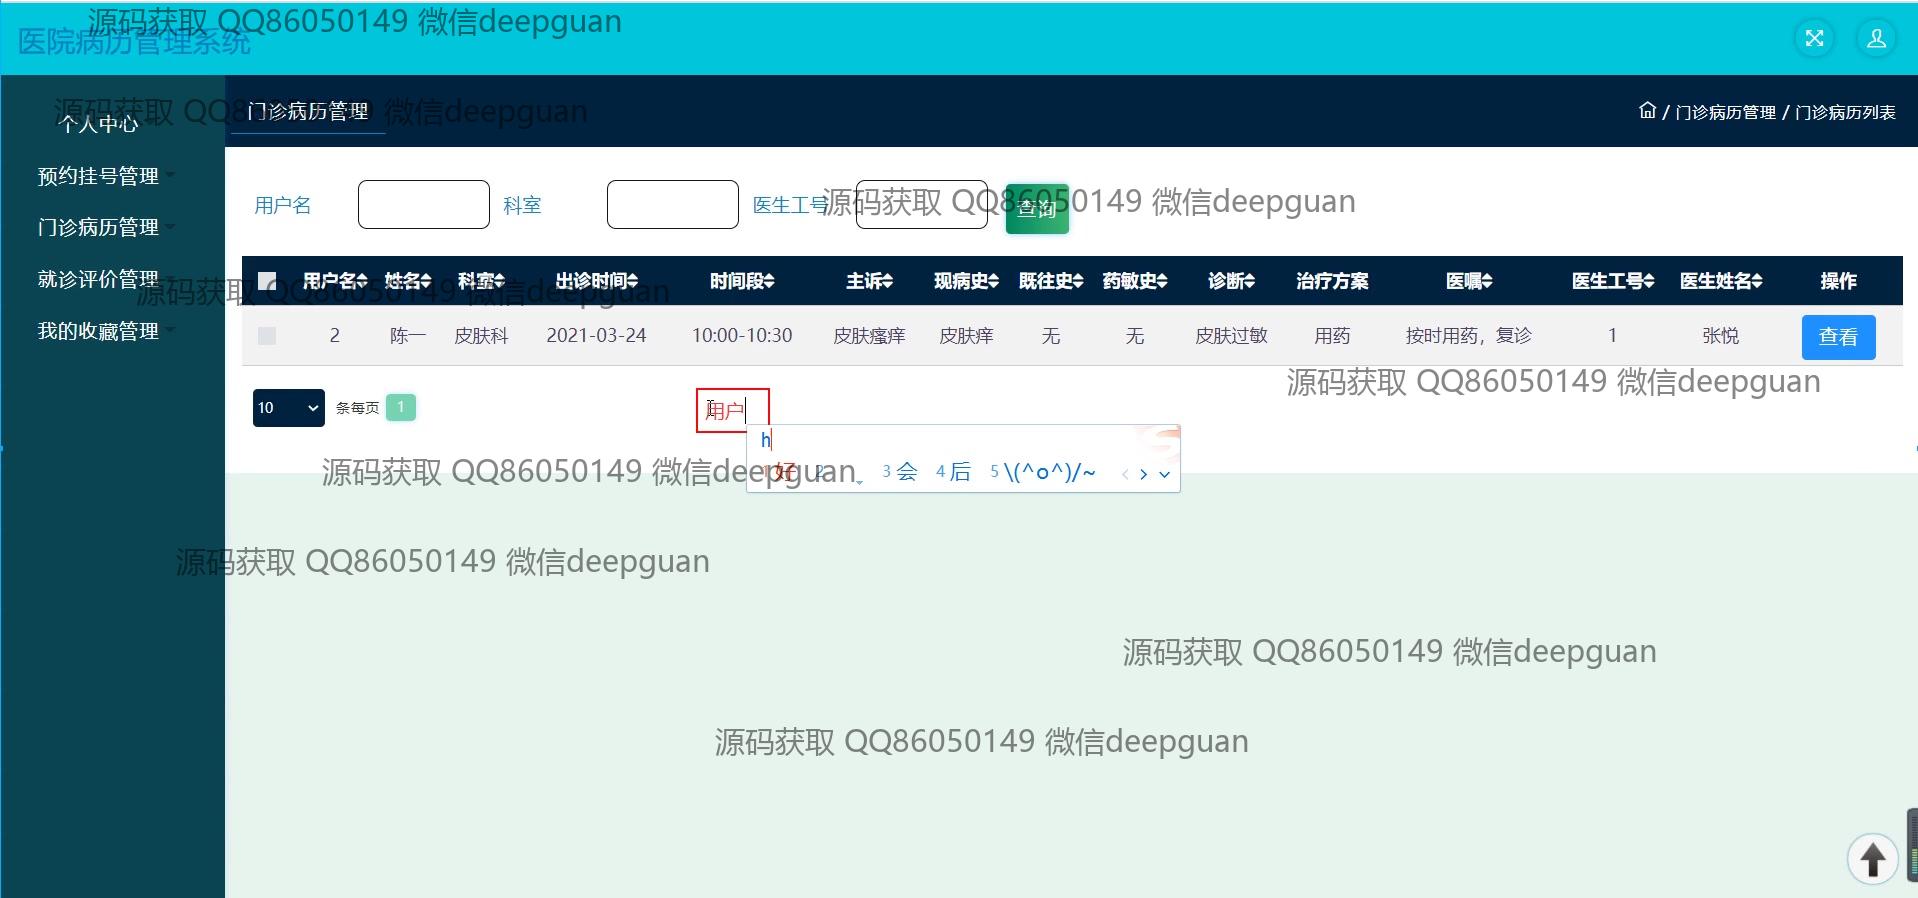 源码获取 QQ86050149 微信deepguan
医院病历管理系统
源码获取 QQ86050149 微信deepguan
门诊病历管理
/ 门诊病历管理 / 门诊病历列表
个人中心
预约挂号管理
门诊病历管理
就诊评价管理
我的收藏管理
用户名 科室 医生工号 查询
源码获取 QQ86050149 微信deepguan
用户名 姓名 科室 出诊时间 时间段 主诉 现病史 既往史 药敏史 诊断 治疗方案 医嘱 医生工号 医生姓名 操作
源码获取 QQ86050149 微信deepguan
2 陈一 皮肤科 2021-03-24 10:00-10:30 皮肤瘙痒 皮肤痒 无 无 皮肤过敏 用药 按时用药，复诊 1 张悦 查看
源码获取 QQ86050149 微信deepguan
10 条每页 1
用户
h
1 好 2 3 会 4 后 5 \(^o^)/~
源码获取 QQ86050149 微信deepguan
源码获取 QQ86050149 微信deepguan
源码获取 QQ86050149 微信deepguan
源码获取 QQ86050149 微信deepguan